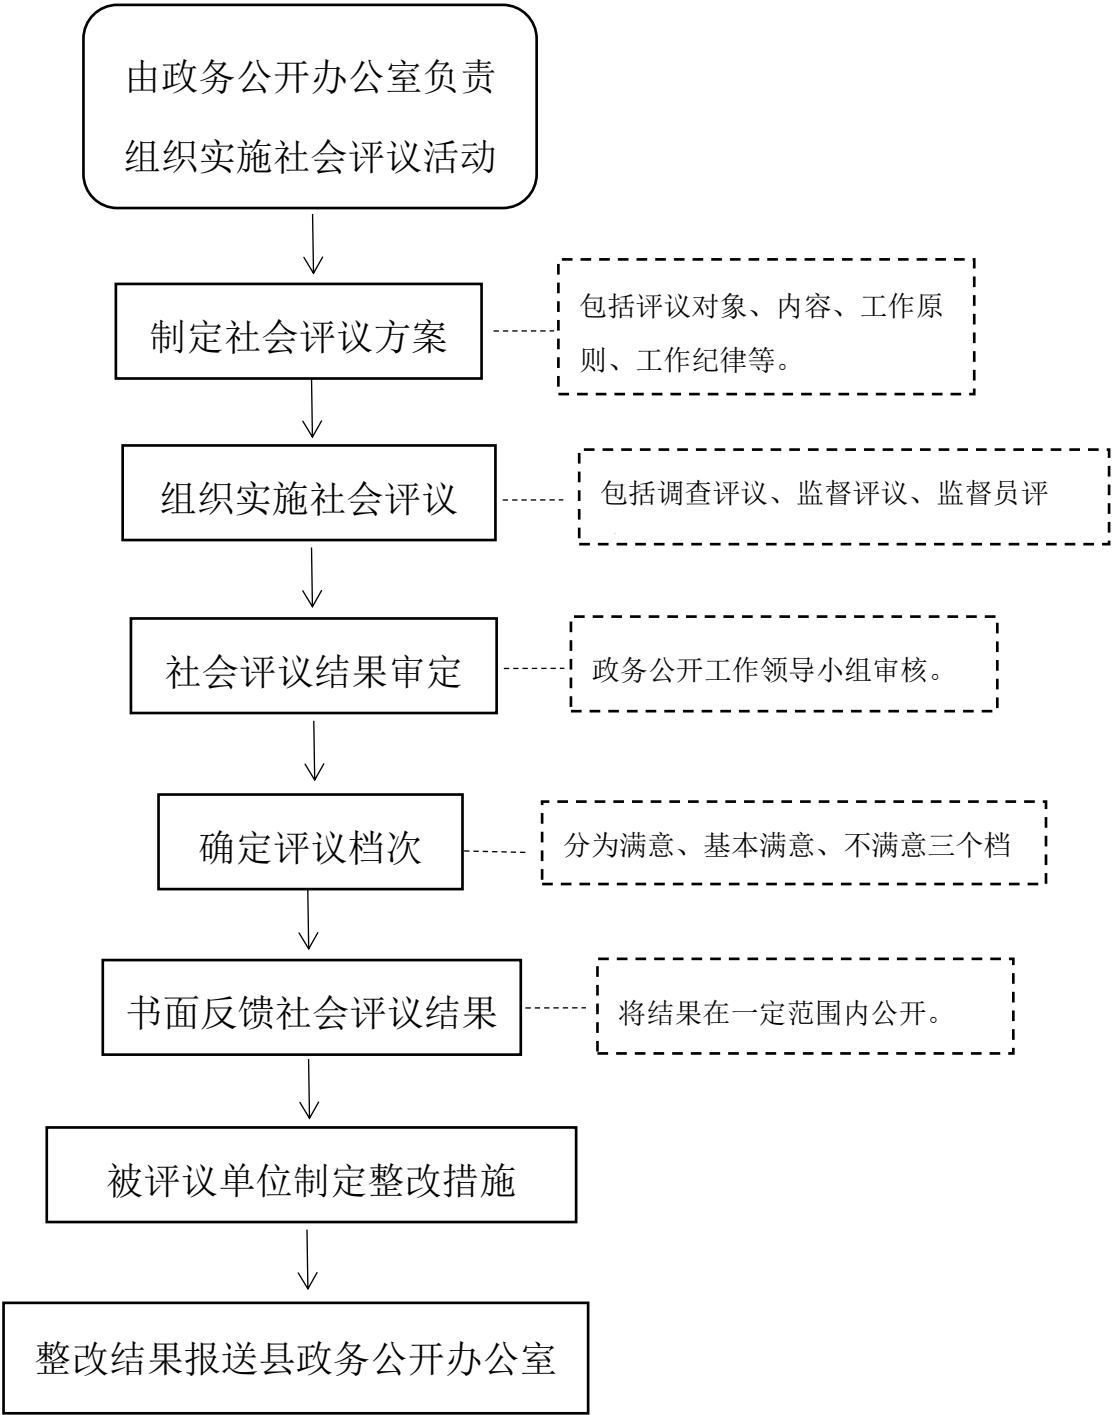 由政务公开办公室负责
组织实施社会评议活动
制定社会评议方案
包括评议对象、内容、工作原
则、工作纪律等。
组织实施社会评议
包括调查评议、监督评议、监督员评
社会评议结果审定
政务公开工作领导小组审核。
确定评议档次
分为满意、基本满意、不满意三个档
书面反馈社会评议结果
将结果在一定范围内公开。
被评议单位制定整改措施
整改结果报送县政务公开办公室